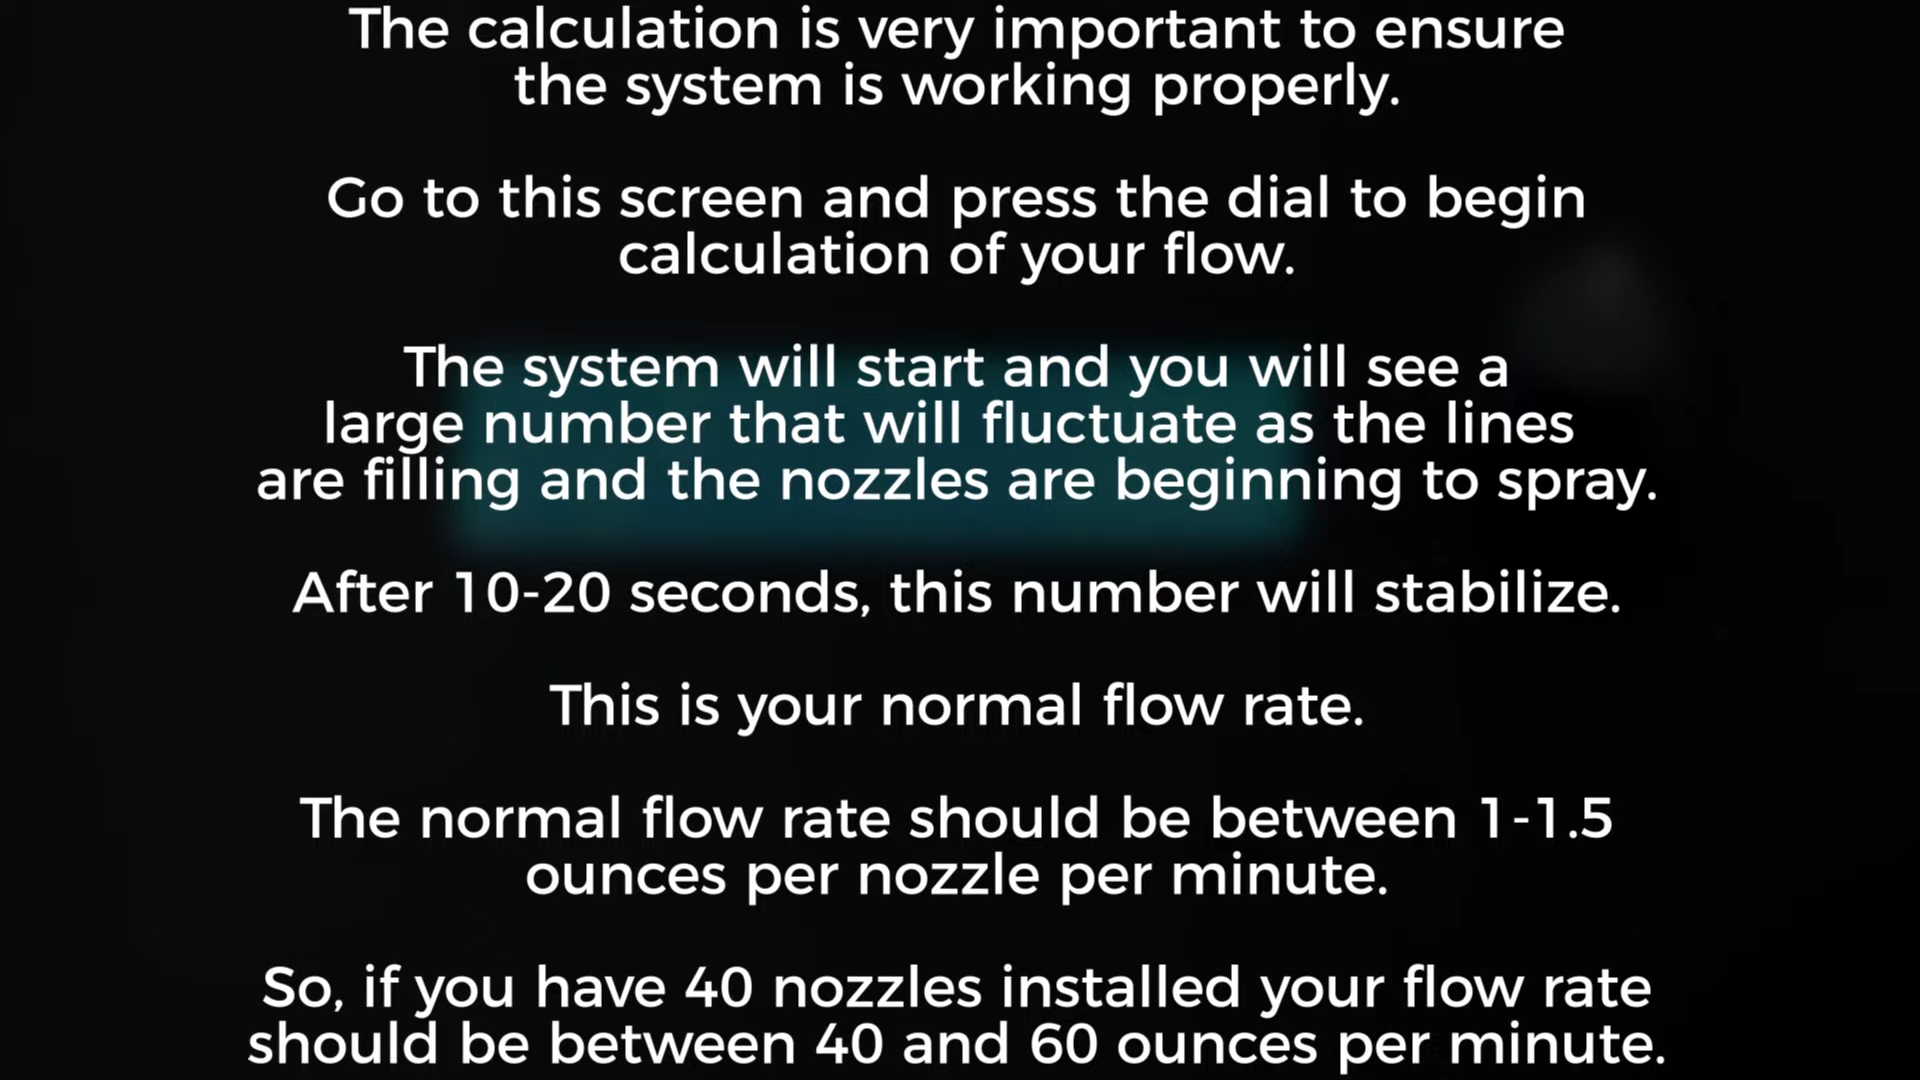 The calculation is very important to ensure
the system is working properly.
Go to this screen and press the dial to begin
calculation of your flow.
The system will start and you will see a
large number that will fluctuate as the lines
are filling and the nozzles are beginning to spray.
After 10-20 seconds, this number will stabilize.
This is your normal flow rate.
The normal flow rate should be between 1-1.5
ounces per nozzle per minute.
So, if you have 40 nozzles installed your flow rate
should be between 40 and 60 ounces per minute.